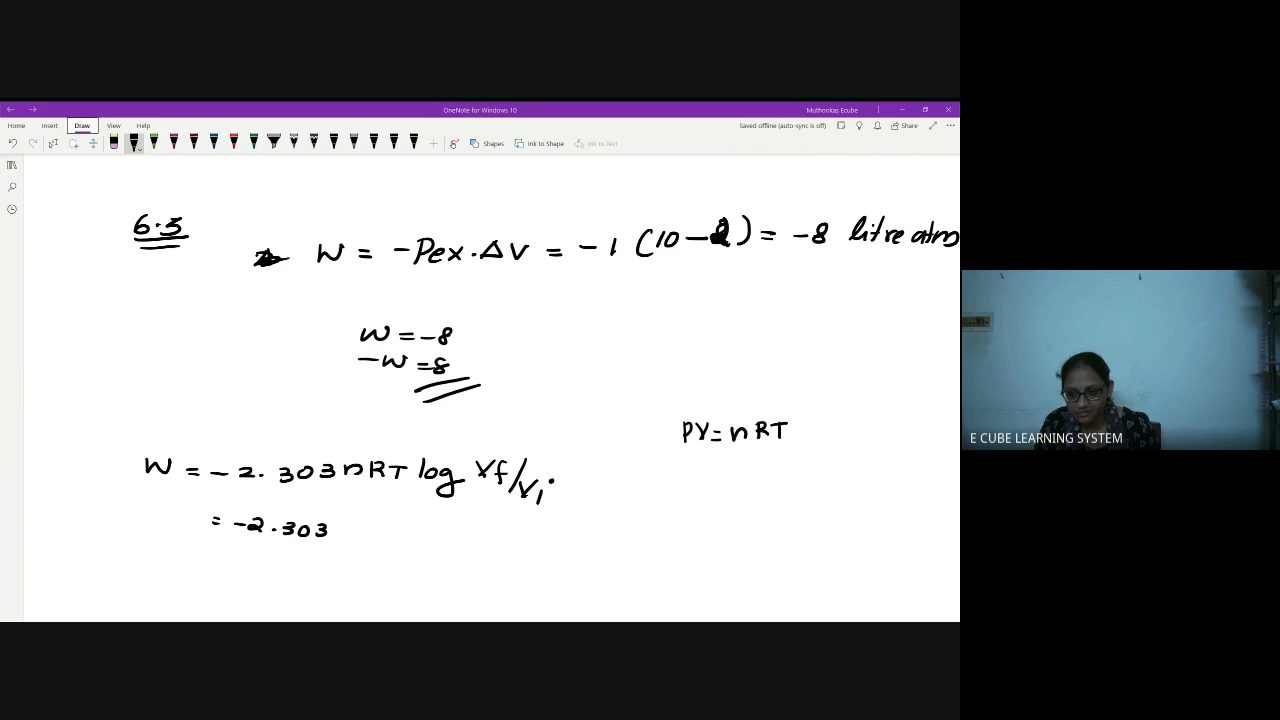 OneNote for Windows 10
Muthookas Ecube
Home Insert Draw View Help
Saved offline (auto-sync is off)
Share
Shapes
Ink to Shape
Ink to Text
6.5
W = -Pex.ΔV = -1 (10-2) = -8 litre atm
W = -8
-W = 8
PV = nRT
W = -2.303nRT log Vf/Vi
= -2.303
E CUBE LEARNING SYSTEM